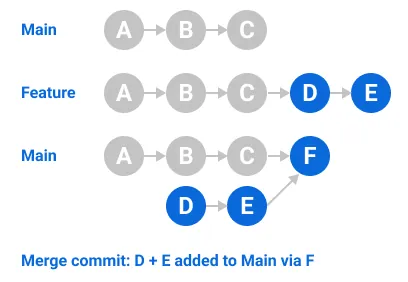 Main A B C
Feature A B C D E
Main A B C F
D E
Merge commit: D + E added to Main via F